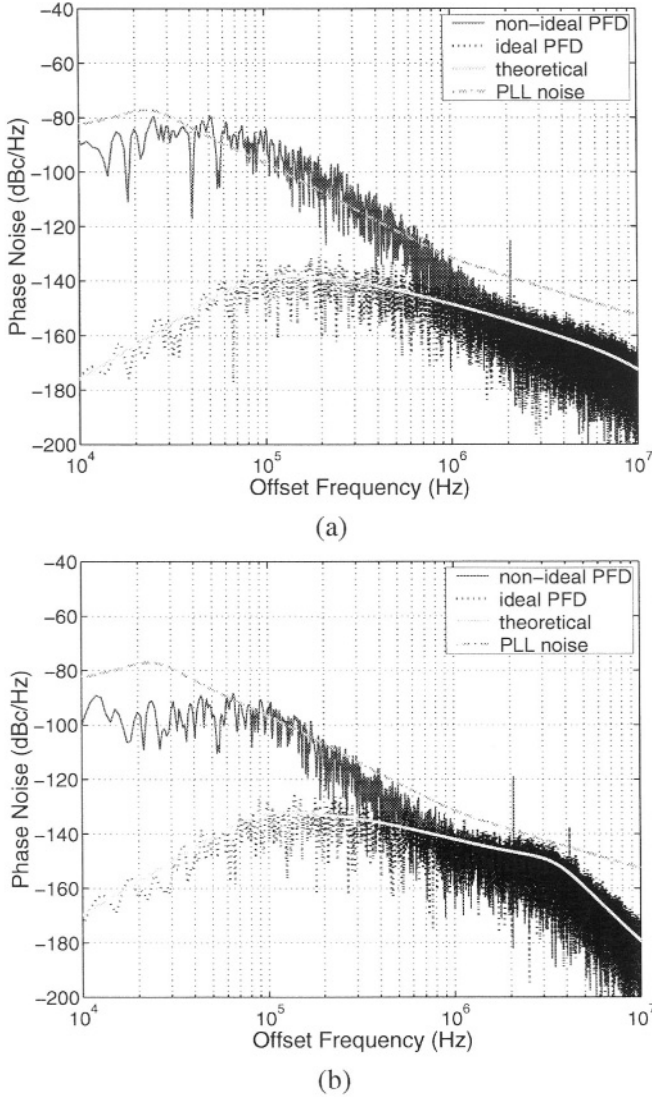 −40
−60
−80
−100
−120
−140
−160
−180
−200
Phase Noise (dBc/Hz)
non−ideal PFD
ideal PFD
theoretical
PLL noise
10^4
10^5
10^6
10^7
Offset Frequency (Hz)
(a)
−40
−60
−80
−100
−120
−140
−160
−180
−200
Phase Noise (dBc/Hz)
non−ideal PFD
ideal PFD
theoretical
PLL noise
10^4
10^5
10^6
10^7
Offset Frequency (Hz)
(b)